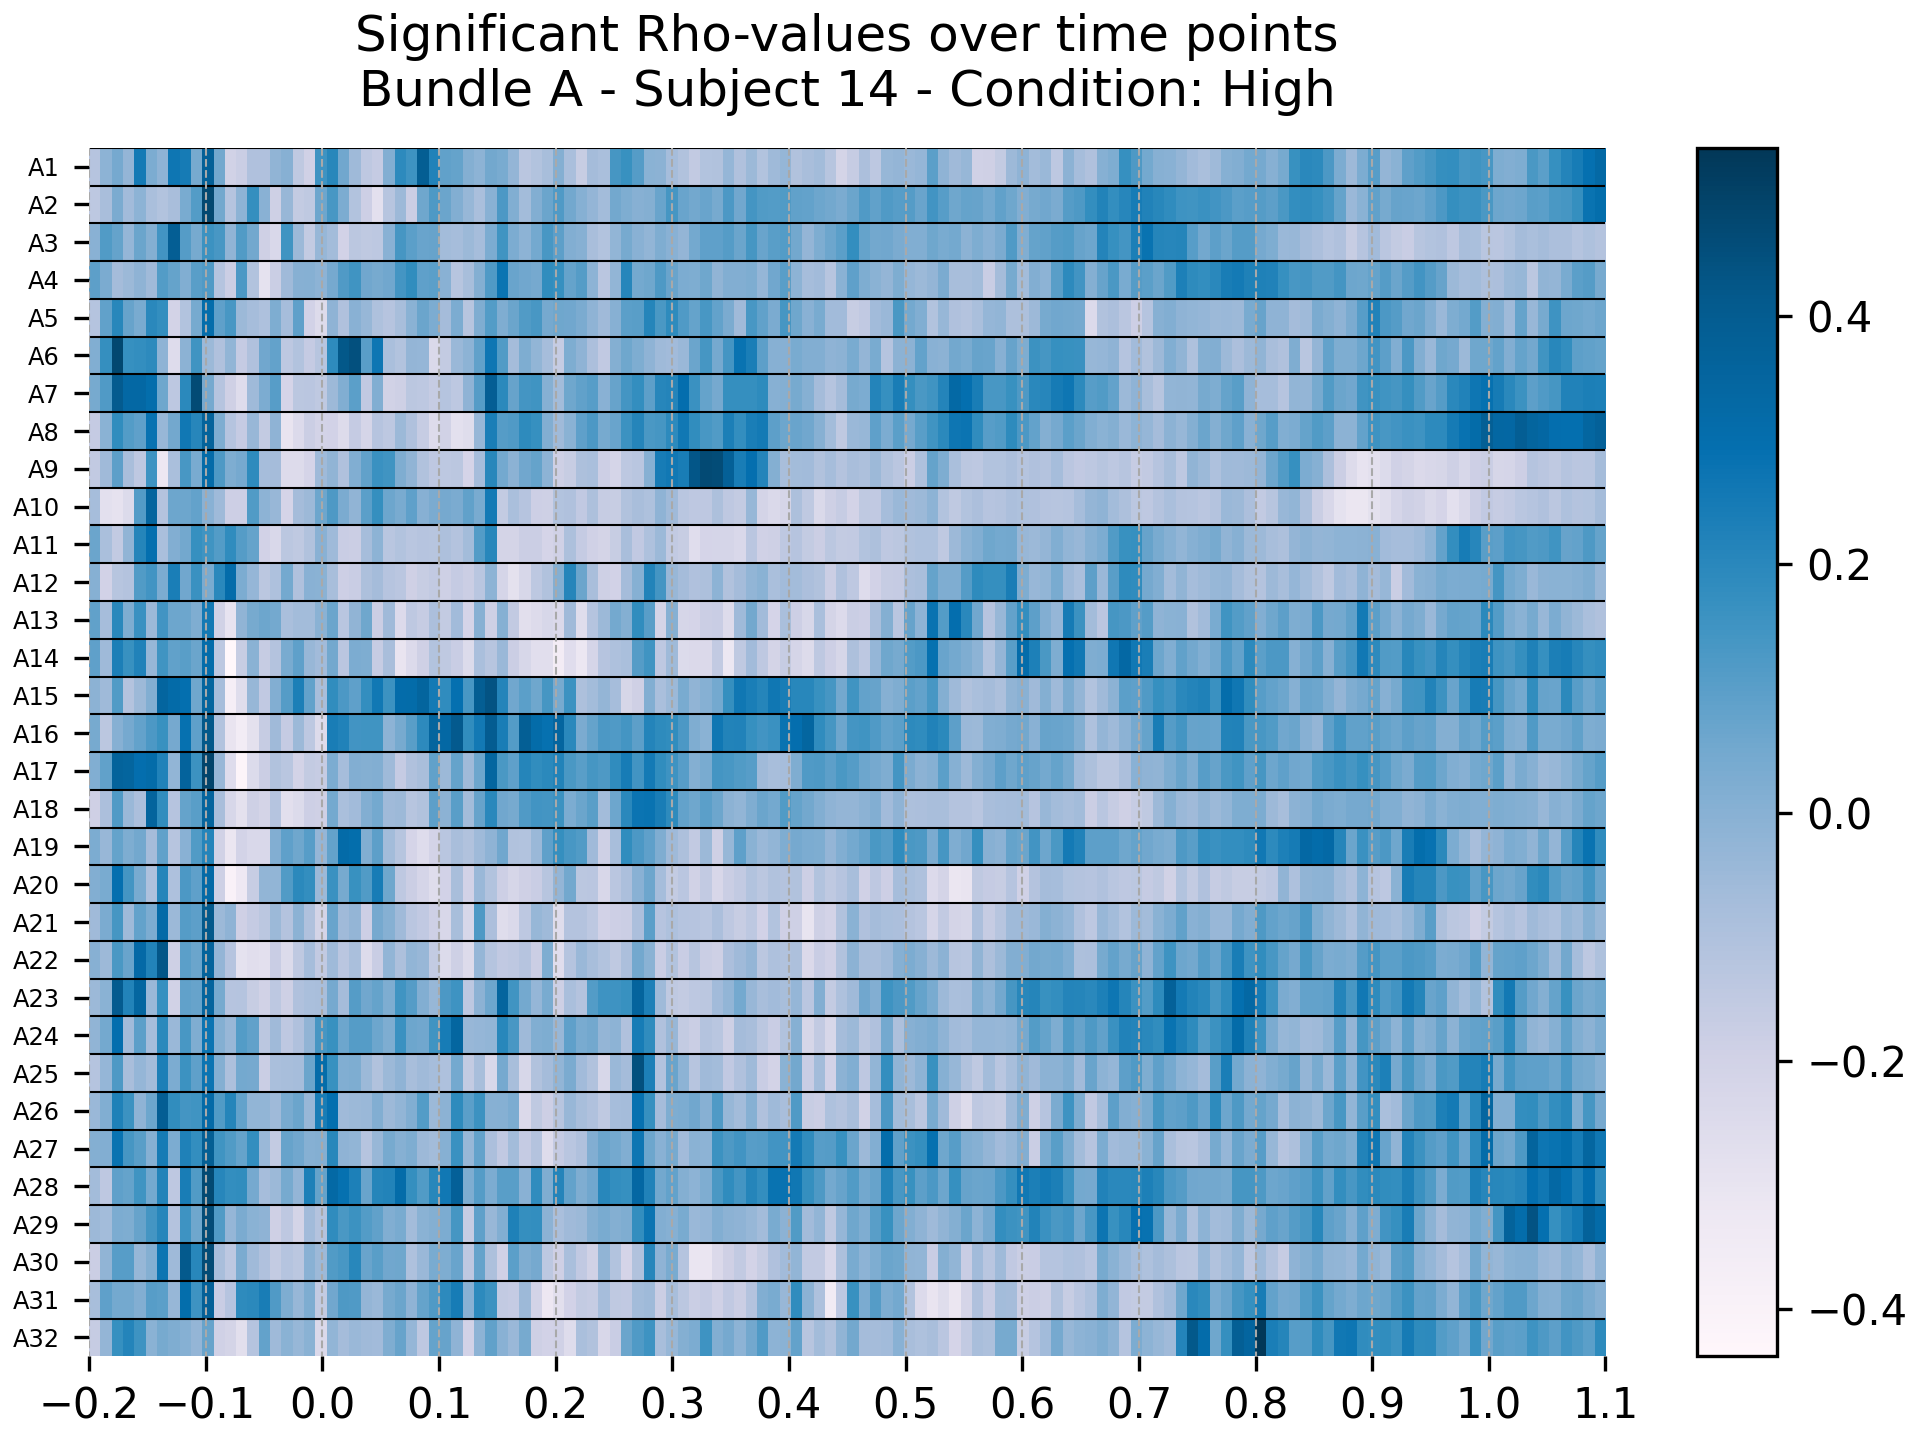 Significant Rho-values over time points
Bundle A - Subject 14 - Condition: High
A1
A2
A3
A4
A5
A6
A7
A8
A9
A10
A11
A12
A13
A14
A15
A16
A17
A18
A19
A20
A21
A22
A23
A24
A25
A26
A27
A28
A29
A30
A31
A32
−0.2 −0.1 0.0 0.1 0.2 0.3 0.4 0.5 0.6 0.7 0.8 0.9 1.0 1.1
0.4
0.2
0.0
−0.2
−0.4